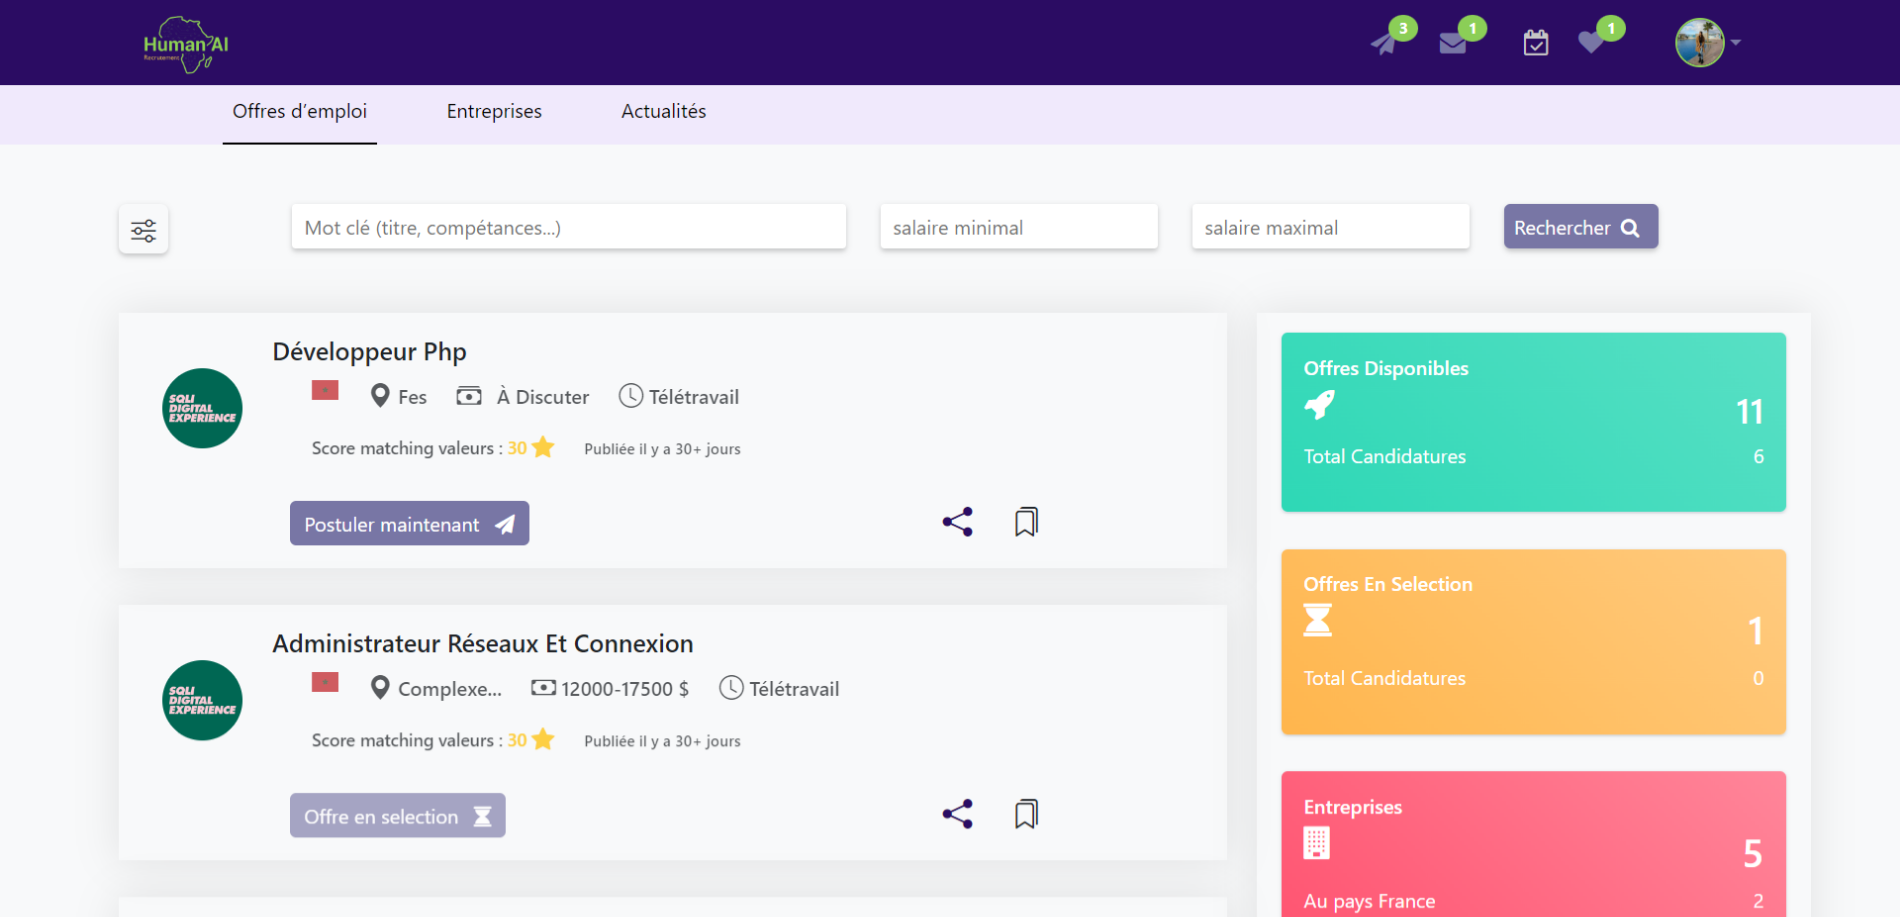 Human AI
Recrutement
3
1
1
Offres d’emploi
Entreprises
Actualités
Mot clé (titre, compétances...)
salaire minimal
salaire maximal
Rechercher
Développeur Php
SQLI
DIGITAL
EXPERIENCE
Fes
À Discuter
Télétravail
Score matching valeurs : 30
Publiée il y a 30+ jours
Postuler maintenant
Administrateur Réseaux Et Connexion
SQLI
DIGITAL
EXPERIENCE
Complexe...
12000-17500 $
Télétravail
Score matching valeurs : 30
Publiée il y a 30+ jours
Offre en selection
Offres Disponibles
11
Total Candidatures
6
Offres En Selection
1
Total Candidatures
0
Entreprises
5
Au pays France
2